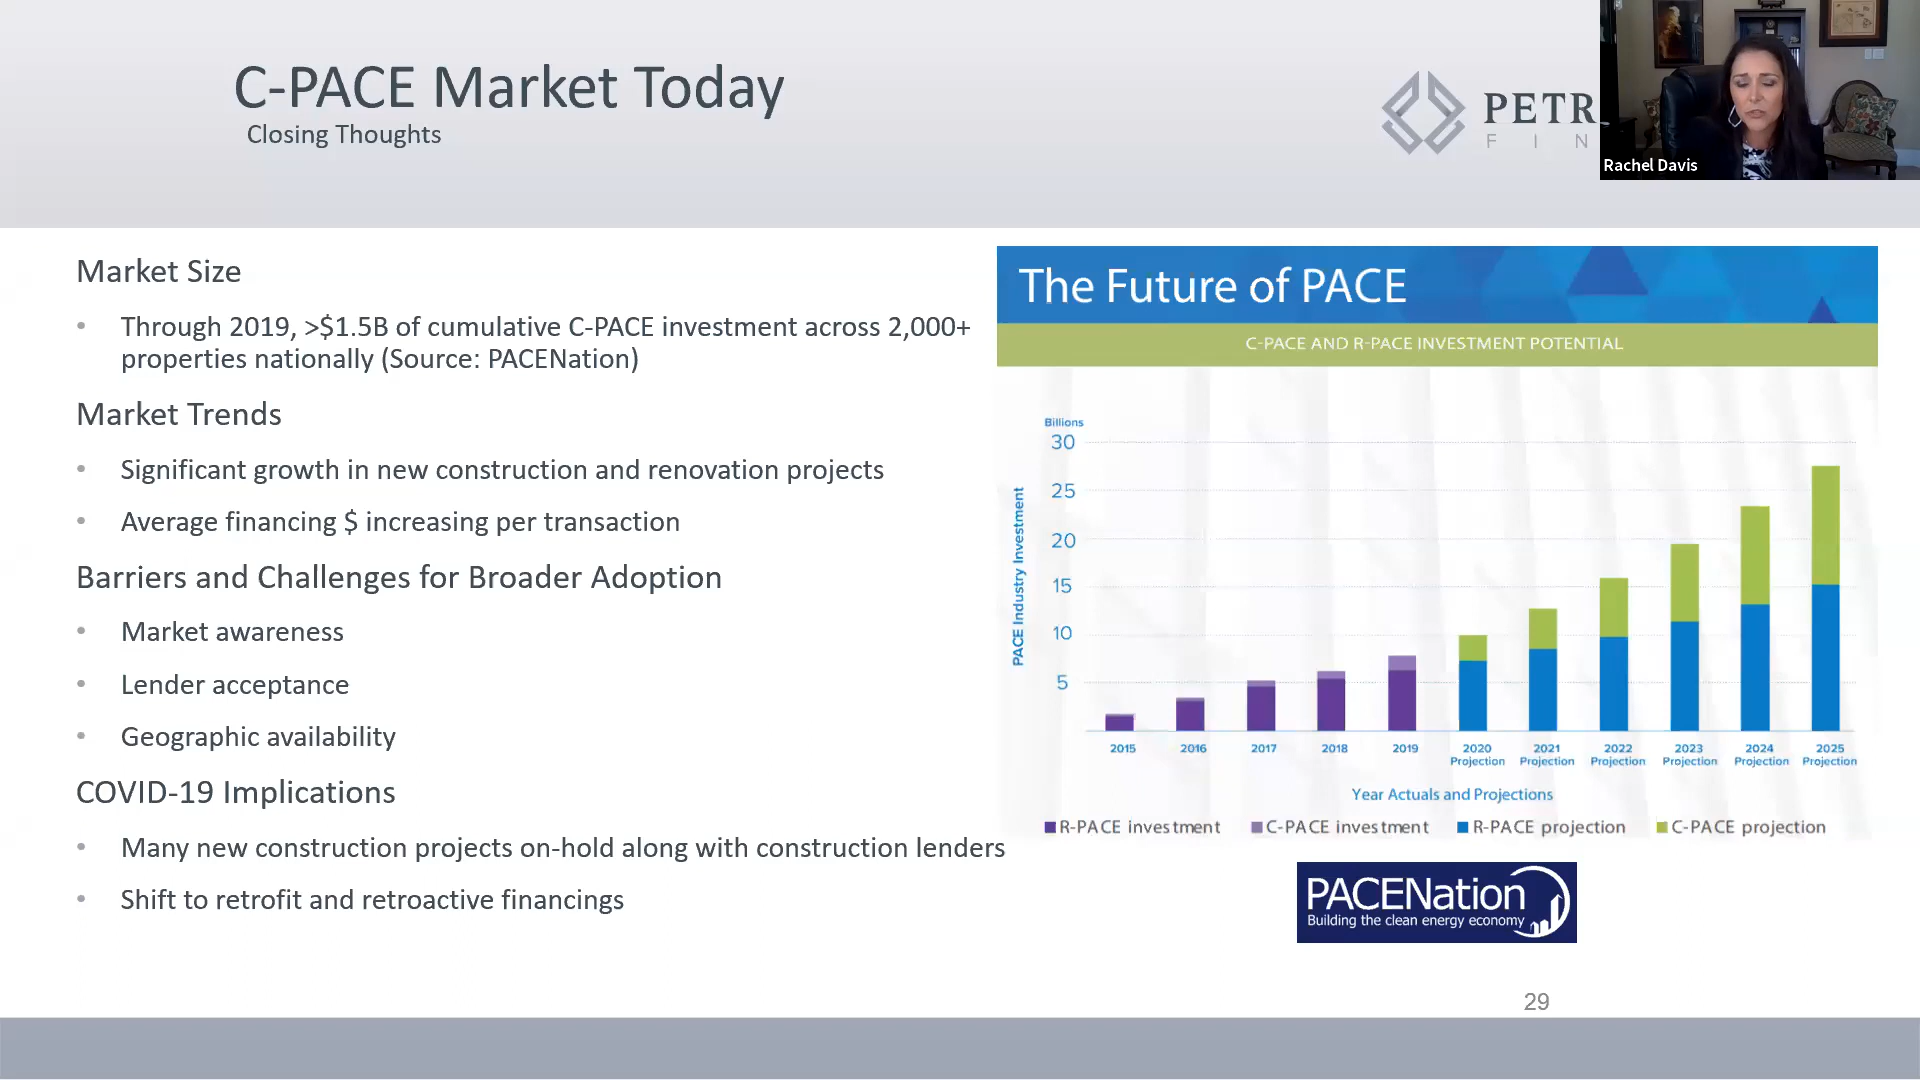 C-PACE Market Today
Closing Thoughts
PETR
F I N
Rachel Davis
Market Size
• Through 2019, >$1.5B of cumulative C-PACE investment across 2,000+
properties nationally (Source: PACENation)
Market Trends
• Significant growth in new construction and renovation projects
• Average financing $ increasing per transaction
Barriers and Challenges for Broader Adoption
• Market awareness
• Lender acceptance
• Geographic availability
COVID-19 Implications
• Many new construction projects on-hold along with construction lenders
• Shift to retrofit and retroactive financings
The Future of PACE
C-PACE AND R-PACE INVESTMENT POTENTIAL
Billions
30
25
20
15
10
5
PACE Industry Investment
2015 2016 2017 2018 2019 2020 2021 2022 2023 2024 2025
Projection Projection Projection Projection Projection Projection
Year Actuals and Projections
R-PACE investment C-PACE investment R-PACE projection C-PACE projection
PACENation
Building the clean energy economy
29